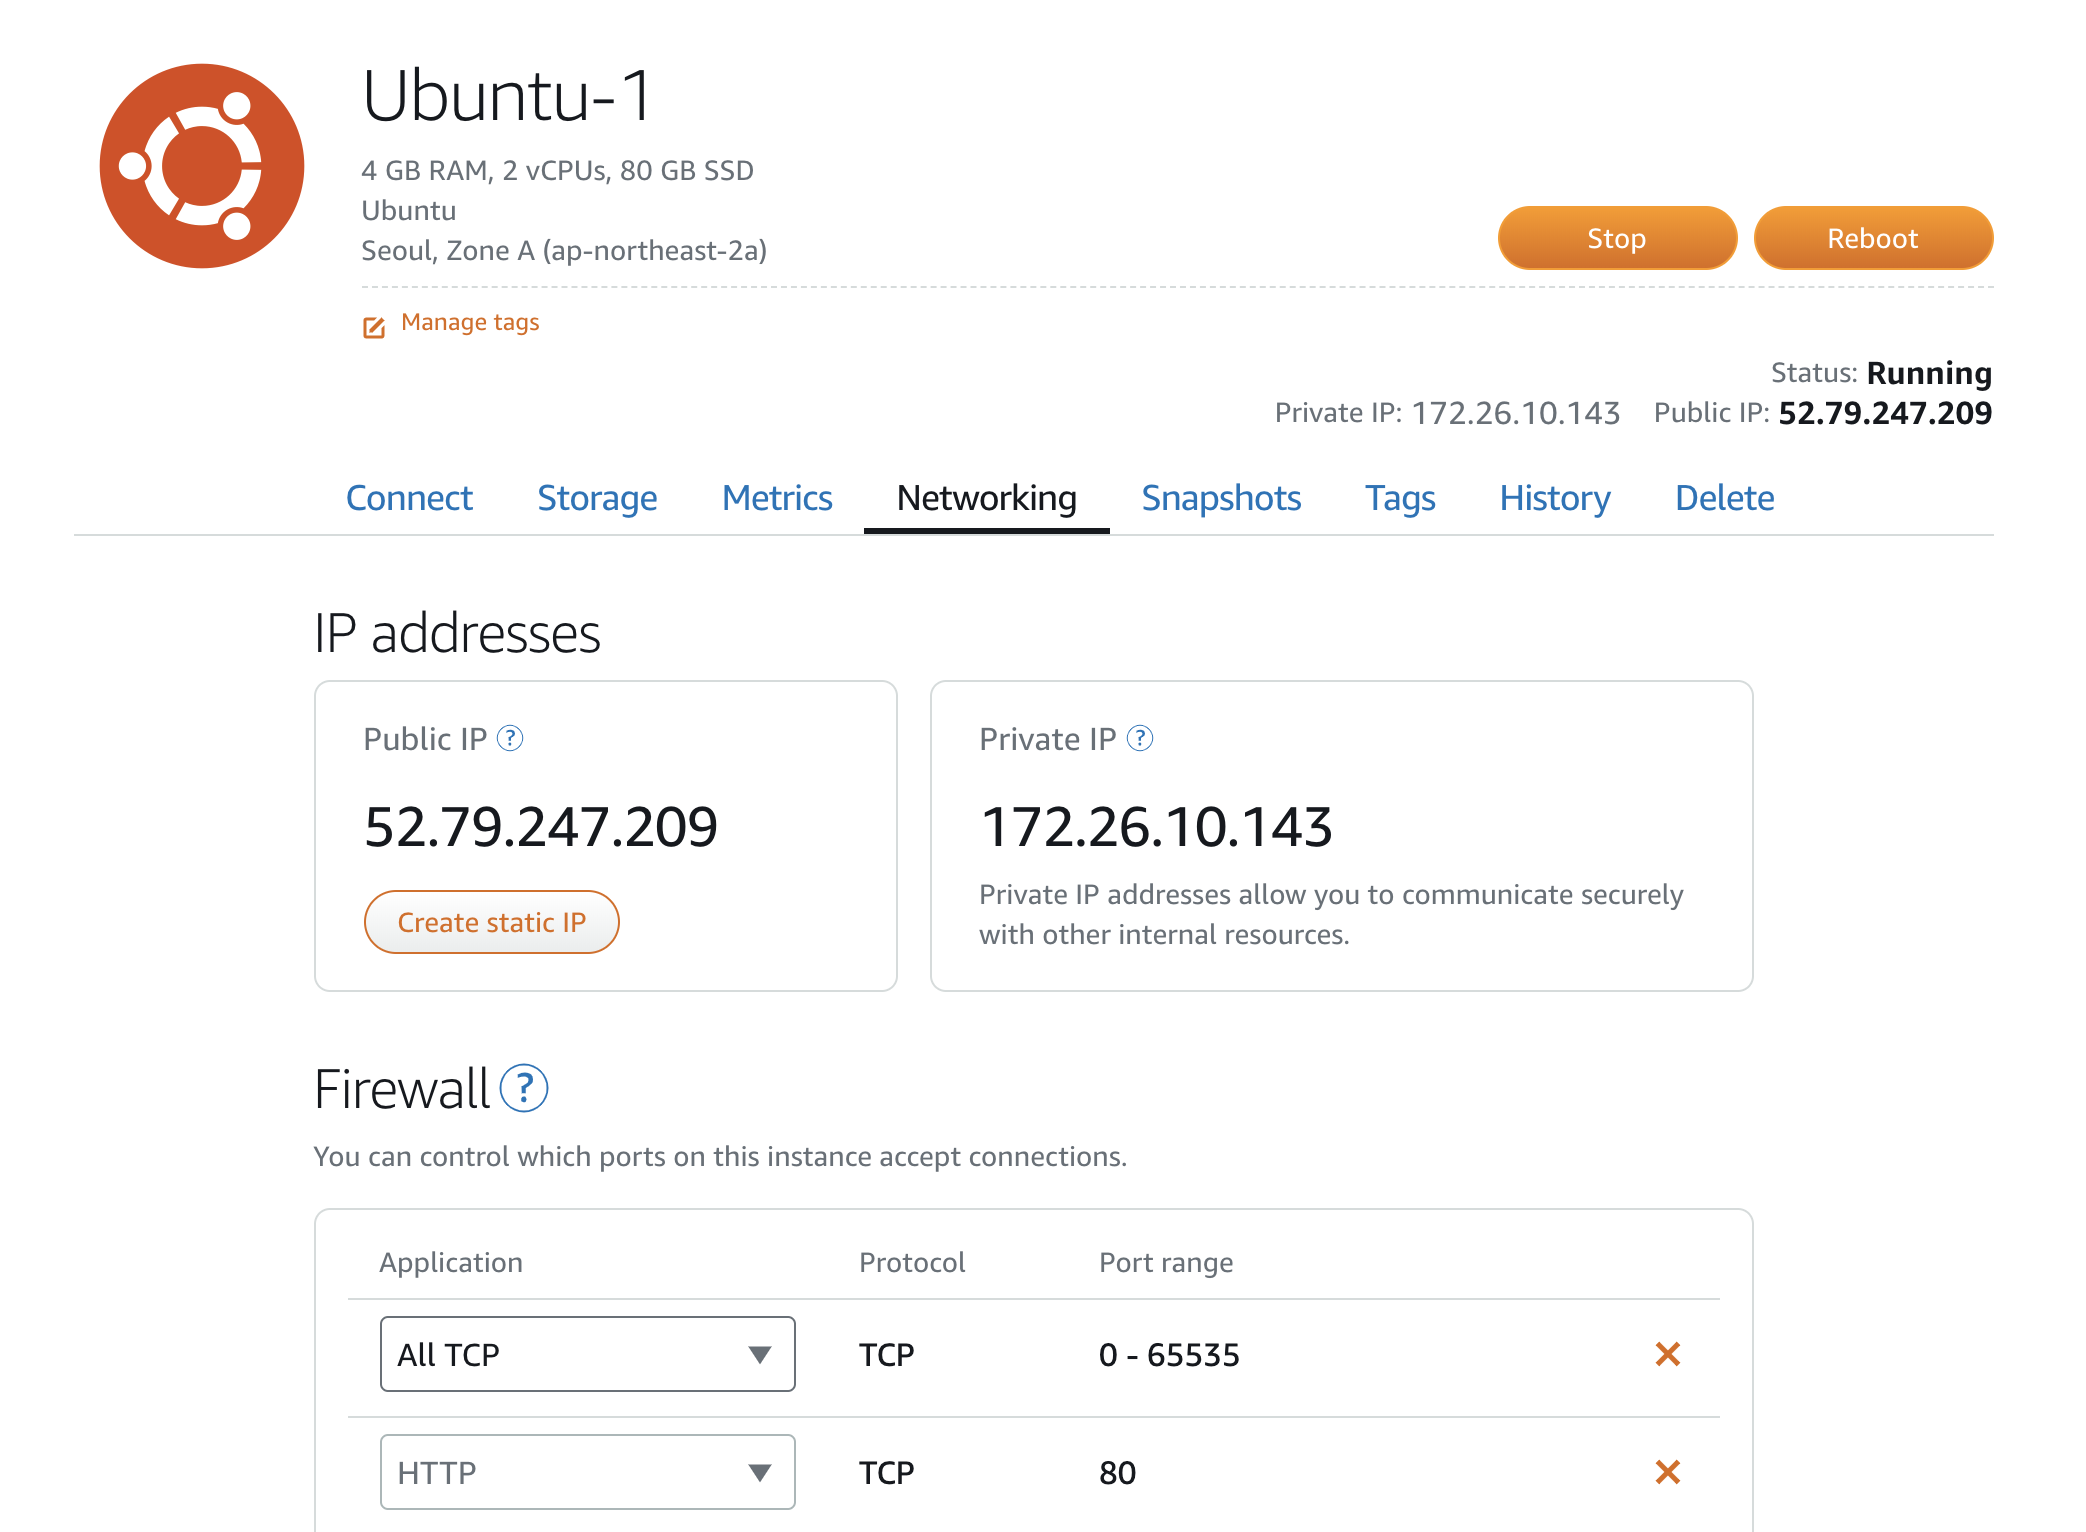 Ubuntu-1
4 GB RAM, 2 vCPUs, 80 GB SSD
Ubuntu
Seoul, Zone A (ap-northeast-2a)
Stop
Reboot
Manage tags
Status: Running
Private IP: 172.26.10.143 Public IP: 52.79.247.209
Connect Storage Metrics Networking Snapshots Tags History Delete
IP addresses
Public IP ?
52.79.247.209
Create static IP
Private IP ?
172.26.10.143
Private IP addresses allow you to communicate securely
with other internal resources.
Firewall ?
You can control which ports on this instance accept connections.
Application Protocol Port range
All TCP TCP 0 - 65535
HTTP TCP 80